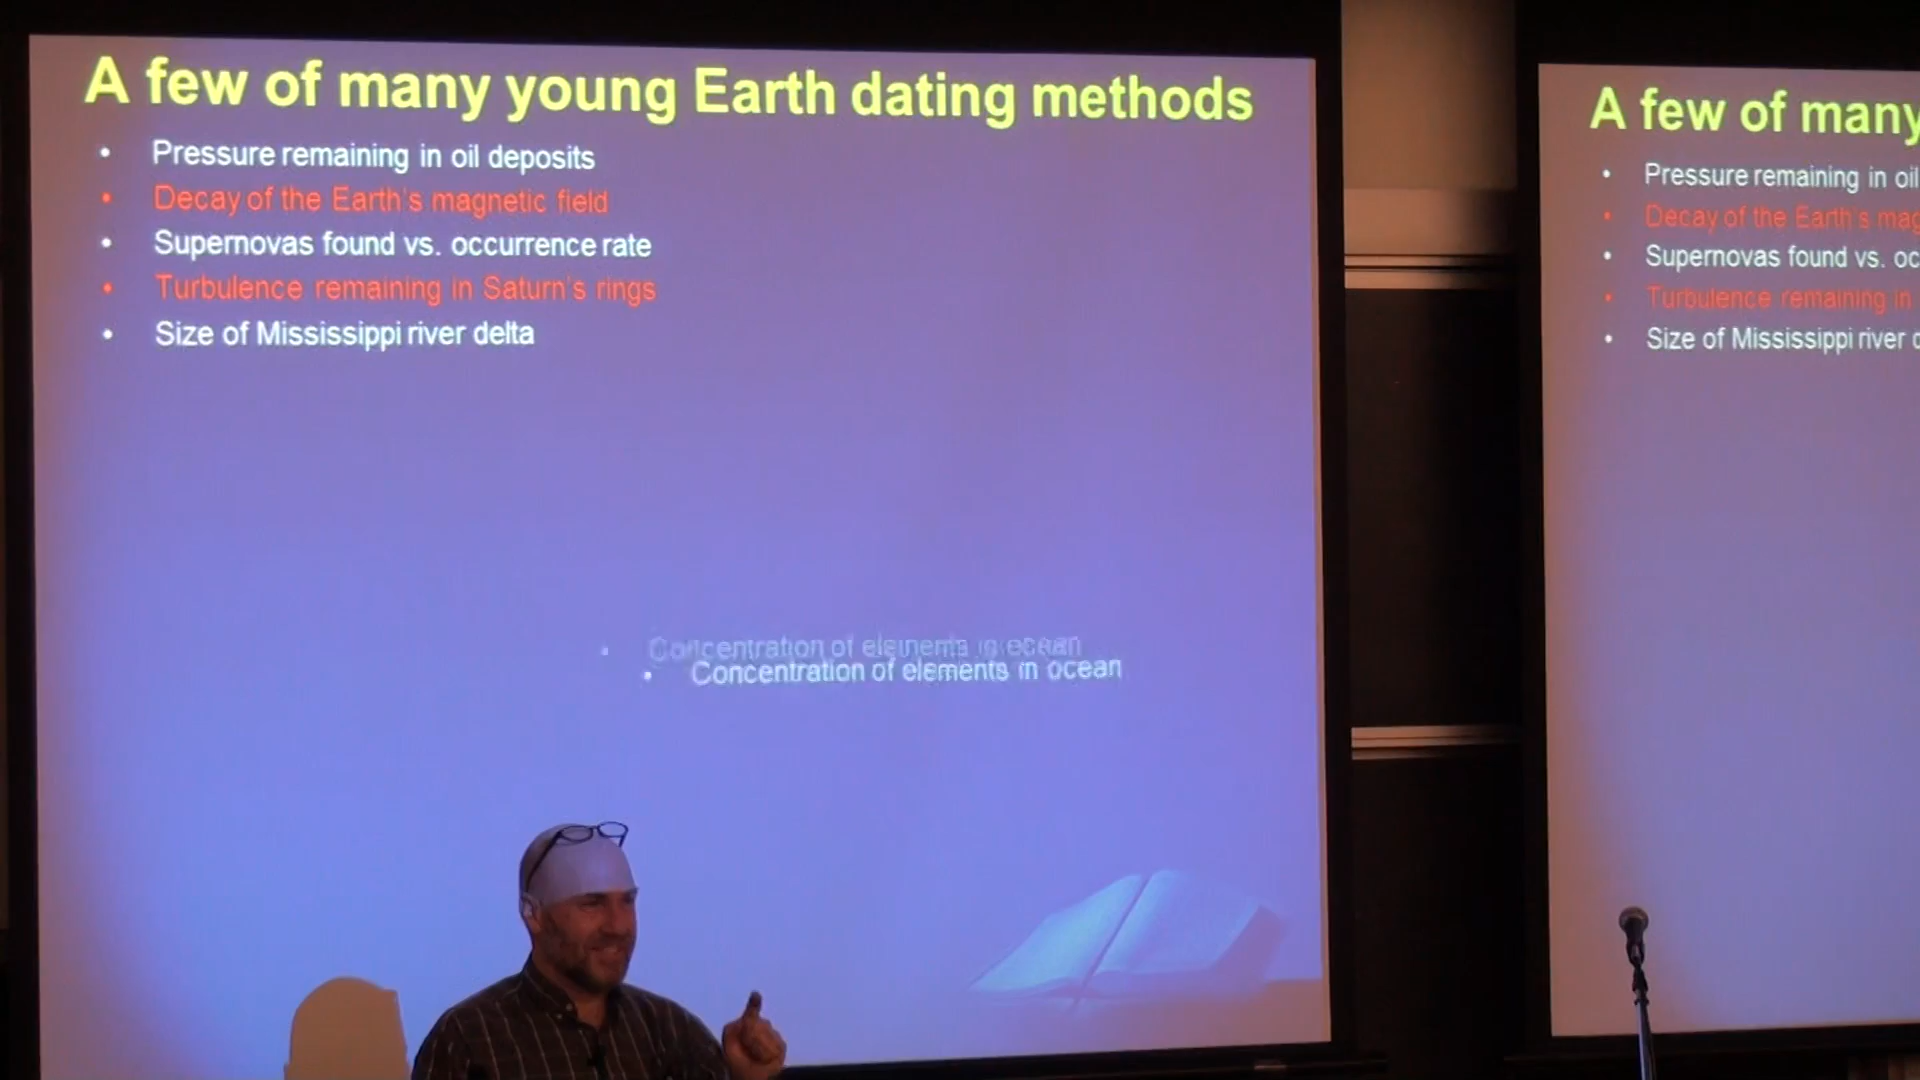 A few of many young Earth dating methods
• Pressure remaining in oil deposits
• Decay of the Earth's magnetic field
• Supernovas found vs. occurrence rate
• Turbulence remaining in Saturn's rings
• Size of Mississippi river delta
• Concentration of elements in ocean
• Concentration of elements in ocean
A few of many
• Pressure remaining in oil
• Decay of the Earth's mag
• Supernovas found vs. oc
• Turbulence remaining in
• Size of Mississippi river d